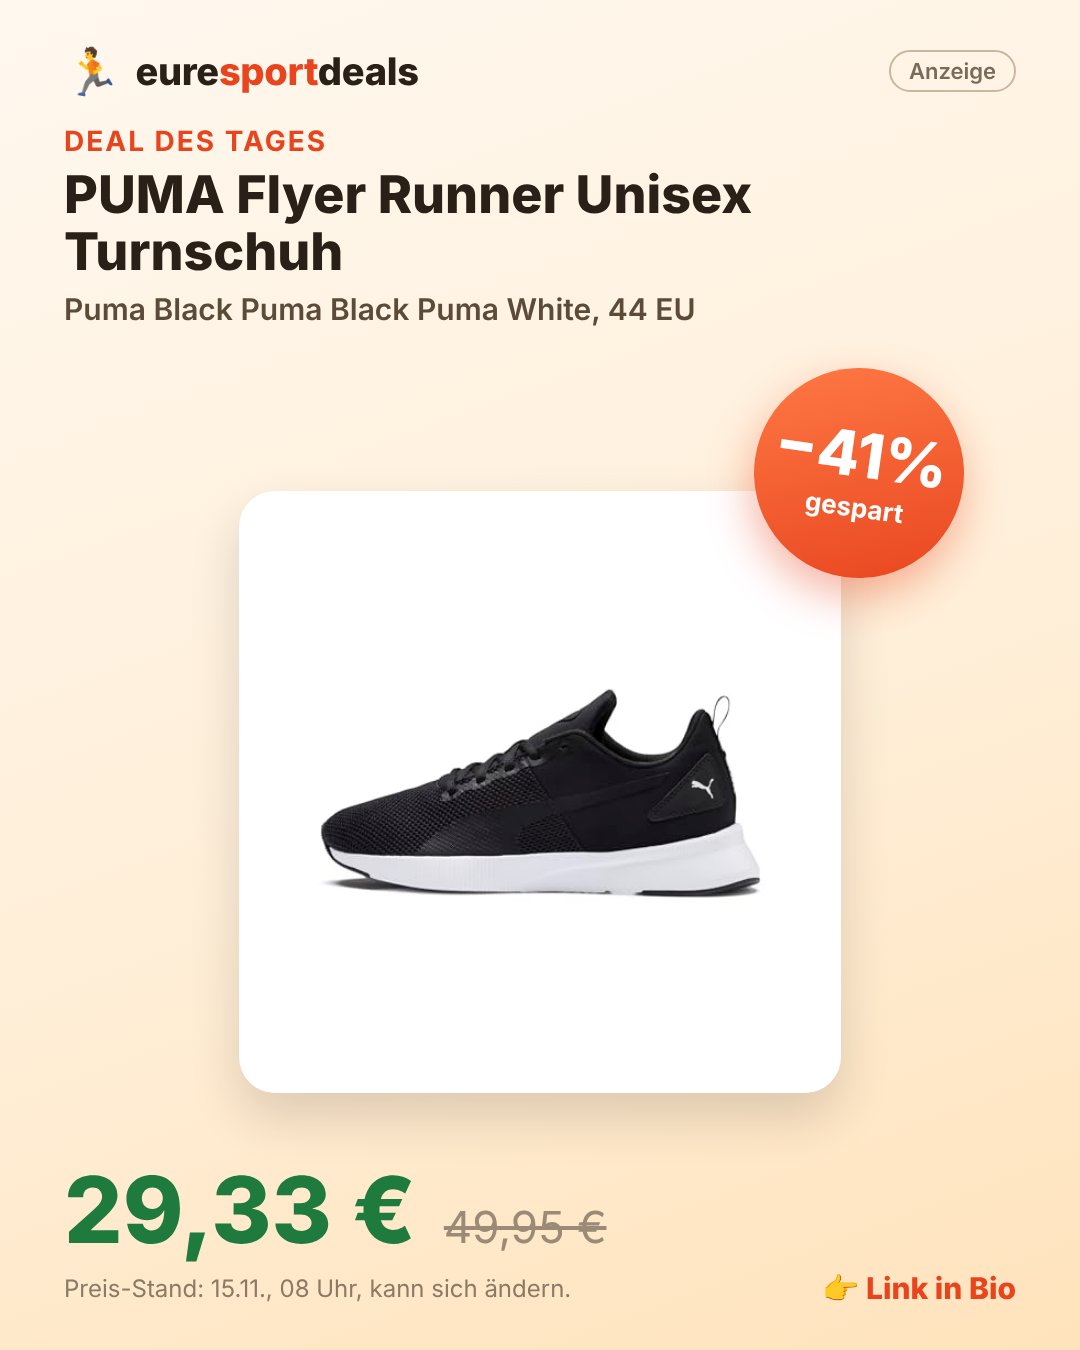 euresportdeals
Anzeige
DEAL DES TAGES
PUMA Flyer Runner Unisex
Turnschuh
Puma Black Puma Black Puma White, 44 EU
−41%
gespart
29,33 € 49,95 €
Preis-Stand: 15.11., 08 Uhr, kann sich ändern.
👉 Link in Bio